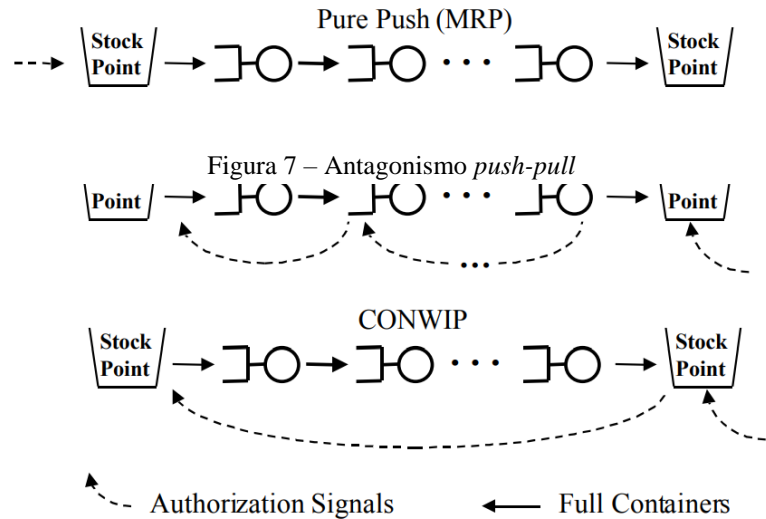 Pure Push (MRP)
Stock Point
Stock Point
Figura 7 – Antagonismo push-pull
Point
Point
CONWIP
Stock Point
Stock Point
Authorization Signals
Full Containers